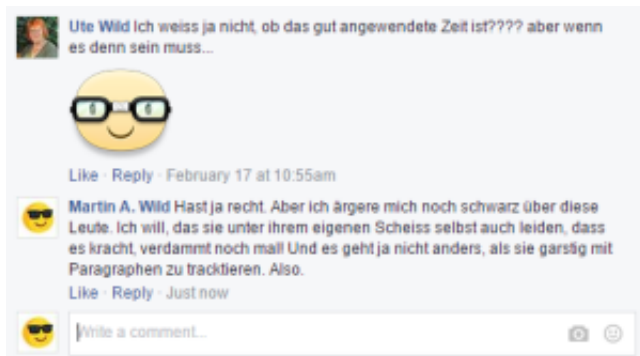 Ute Wild Ich weiss ja nicht, ob das gut angewendete Zeit ist???? aber wenn
es denn sein muss...
Like · Reply · February 17 at 10:55am
Martin A. Wild Hast ja recht. Aber ich ärgere mich noch schwarz über diese
Leute. Ich will, das sie unter ihrem eigenen Scheiss selbst auch leiden, dass
es kracht, verdammt noch mal! Und es geht ja nicht anders, als sie garstig mit
Paragraphen zu tracktieren. Also.
Like · Reply · Just now
Write a comment...